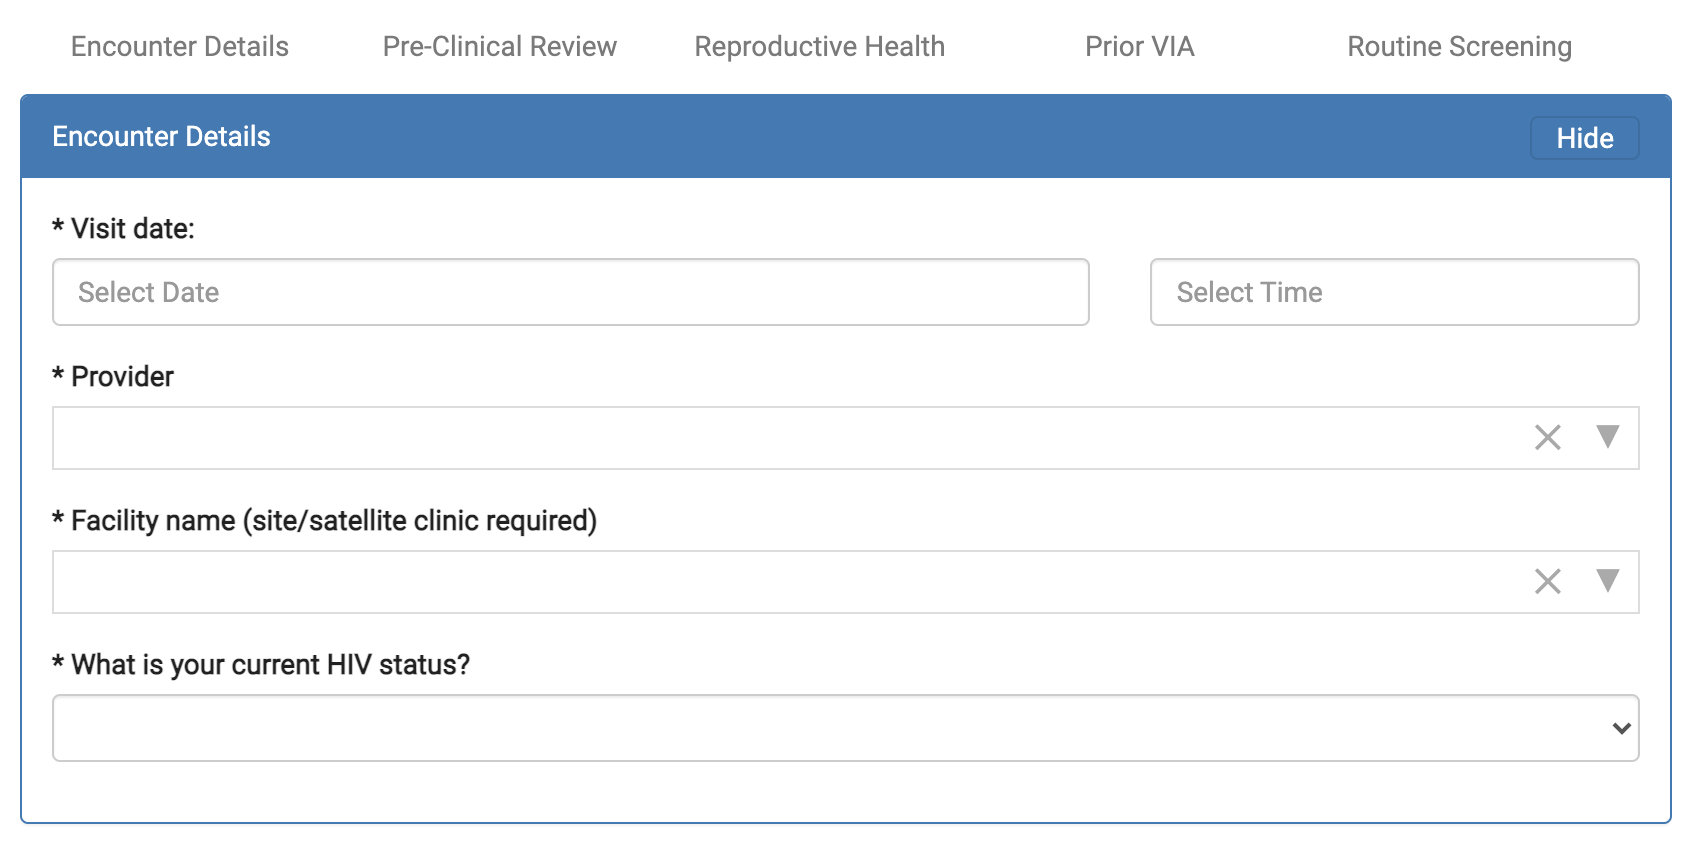 Encounter Details Pre-Clinical Review Reproductive Health Prior VIA Routine Screening
Encounter Details Hide
* Visit date:
Select Date Select Time
* Provider
* Facility name (site/satellite clinic required)
* What is your current HIV status?